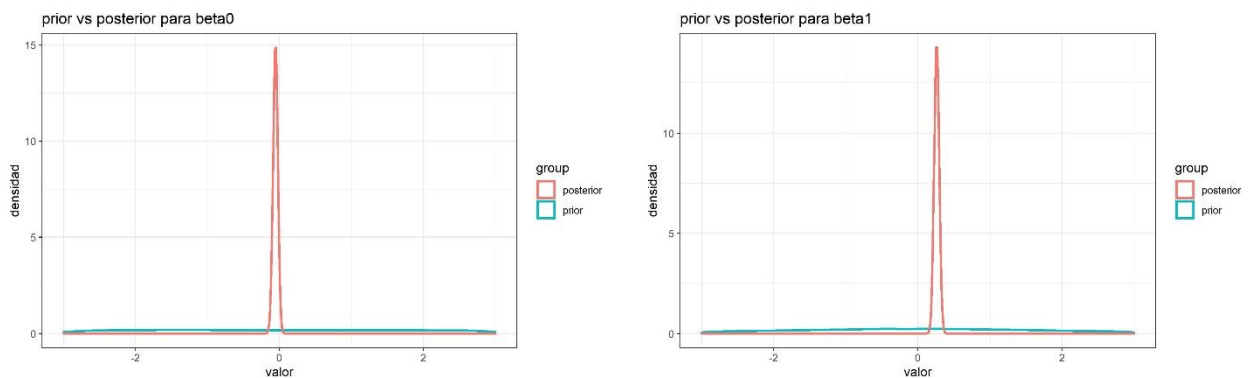 prior vs posterior para beta0
15
10
5
0
densidad
-2
0
2
valor
group
posterior
prior
prior vs posterior para beta1
10
5
0
densidad
-2
0
2
valor
group
posterior
prior